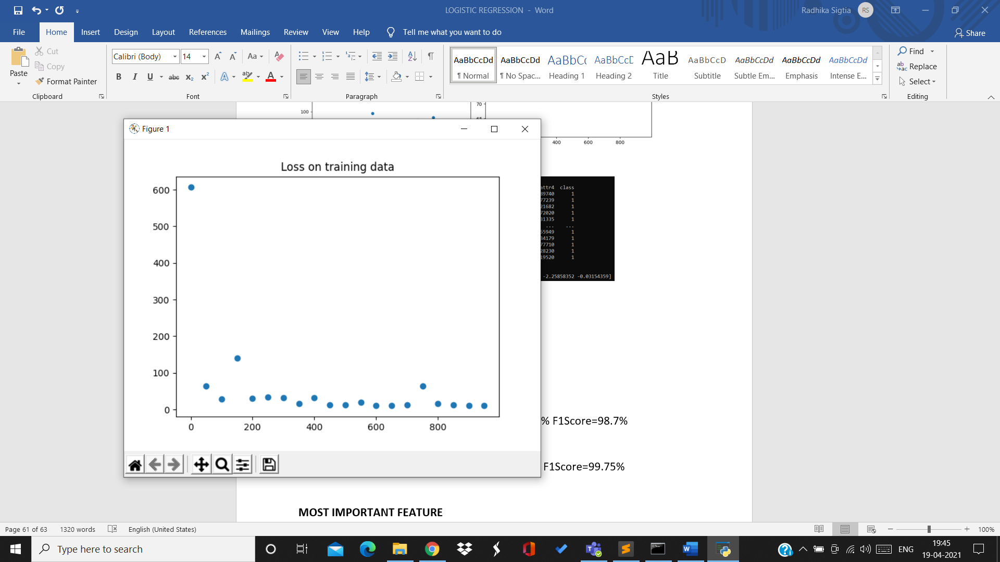 LOGISTIC REGRESSION - Word
Radhika Sigtia
RS
File Home Insert Design Layout References Mailings Review View Help Tell me what you want to do
Share
Paste
Cut
Copy
Format Painter
Clipboard
Calibri (Body) 14
Aa
B I U abc x₂ x²
Font
Paragraph
AaBbCcDd AaBbCcDd AaBbCc AaBbCcD AaB AaBbCcD AaBbCcDd AaBbCcDd AaBbCcDd
¶ Normal ¶ No Spac... Heading 1 Heading 2 Title Subtitle Subtle Em... Emphasis Intense E...
Styles
Find
Replace
Select
Editing
100
70
65
400 600 800
Figure 1
Loss on training data
600
500
400
300
200
100
0
0 200 400 600 800
attr4 class
89740 1
77239 1
21682 1
72020 1
31335 1
... ...
55949 1
34179 1
77710 1
28230 1
19520 1
-2.25858352 -0.03154359]
% F1Score=98.7%
F1Score=99.75%
MOST IMPORTANT FEATURE
Page 61 of 63 1320 words English (United States)
100%
Type here to search
ENG
19:45
19-04-2021